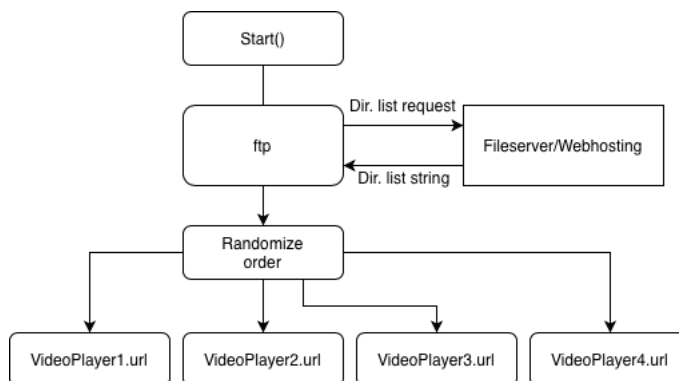 Start()
Dir. list request
ftp
Fileserver/Webhosting
Dir. list string
Randomize
order
VideoPlayer1.url
VideoPlayer2.url
VideoPlayer3.url
VideoPlayer4.url